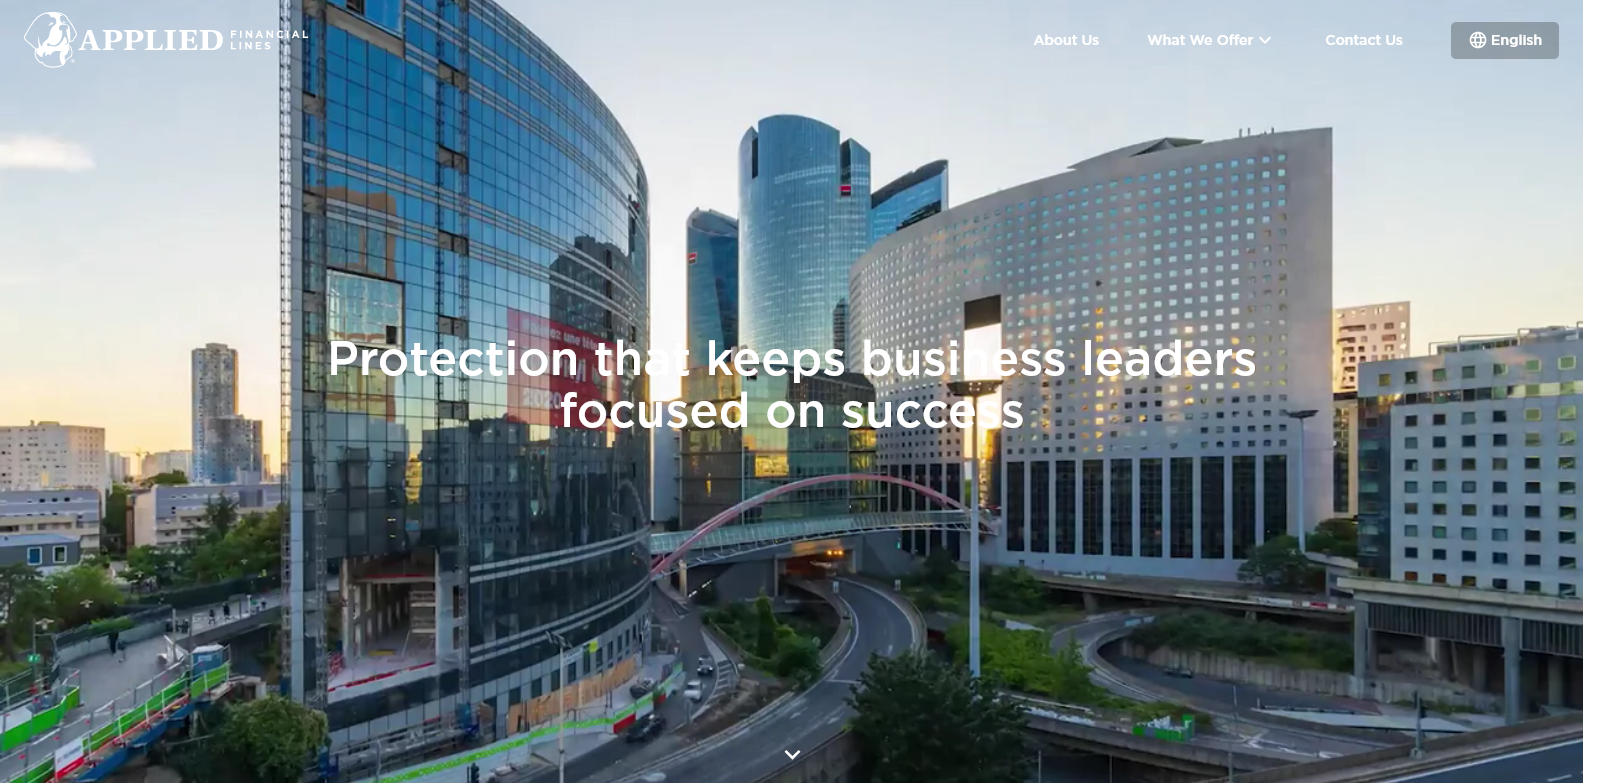 APPLIED
FINANCIAL
LINES
About Us
What We Offer
Contact Us
English
Protection that keeps business leaders
focused on success